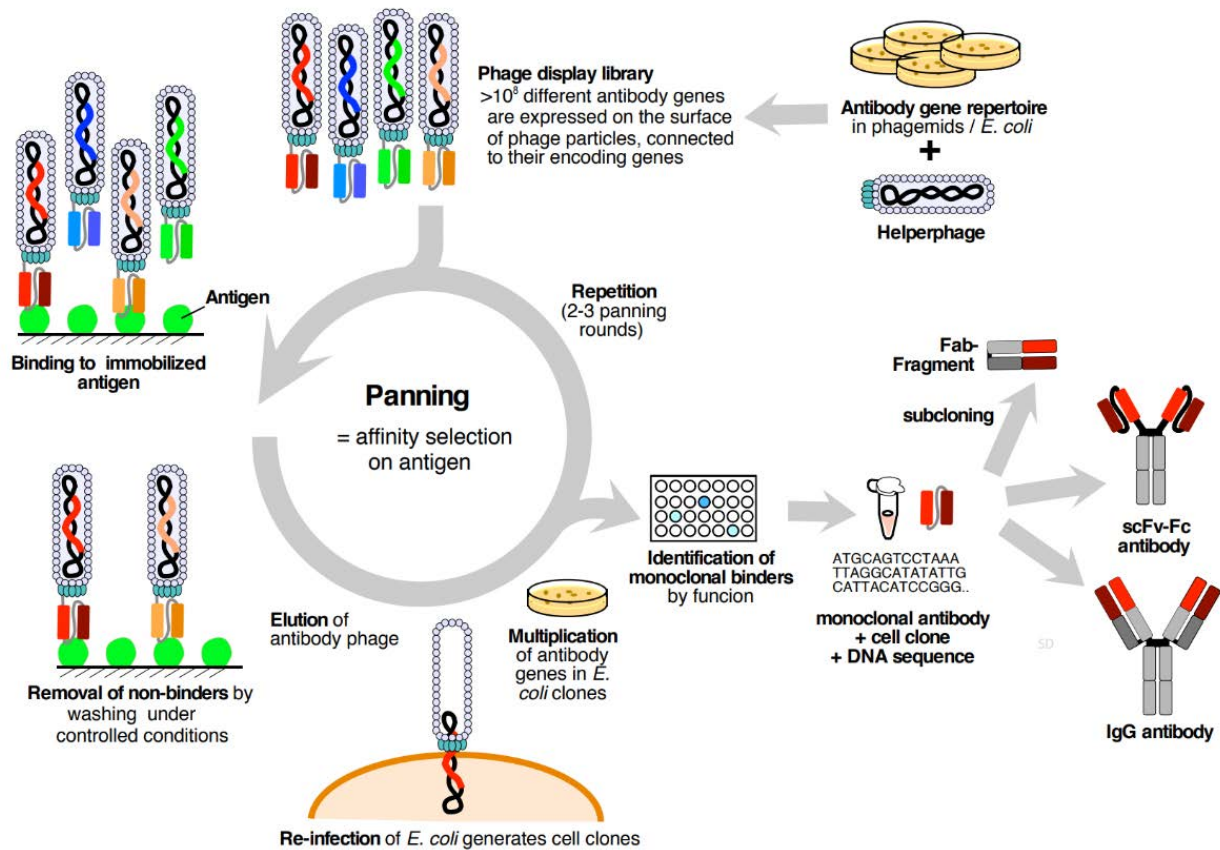 Phage display library
>10⁸ different antibody genes
are expressed on the surface
of phage particles, connected
to their encoding genes
Antibody gene repertoire
in phagemids / E. coli
+
Helperphage
Antigen
Binding to immobilized
antigen
Repetition
(2-3 panning
rounds)
Panning
= affinity selection
on antigen
Removal of non-binders by
washing under
controlled conditions
Elution of
antibody phage
Re-infection of E. coli generates cell clones
Multiplication
of antibody
genes in E.
coli clones
Identification of
monoclonal binders
by funcion
ATGCAGTCCTAAA
TTAGGCATATATTG
CATTACATCCGGG..
monoclonal antibody
+ cell clone
+ DNA sequence
subcloning
Fab-
Fragment
scFv-Fc
antibody
SD
IgG antibody